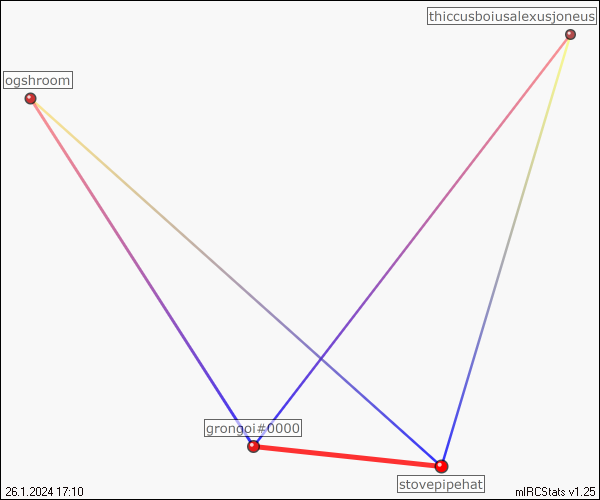 thiccusboiusalexusjoneus
ogshroom
grongoi#0000
stovepipehat
26.1.2024 17:10
mIRCStats v1.25